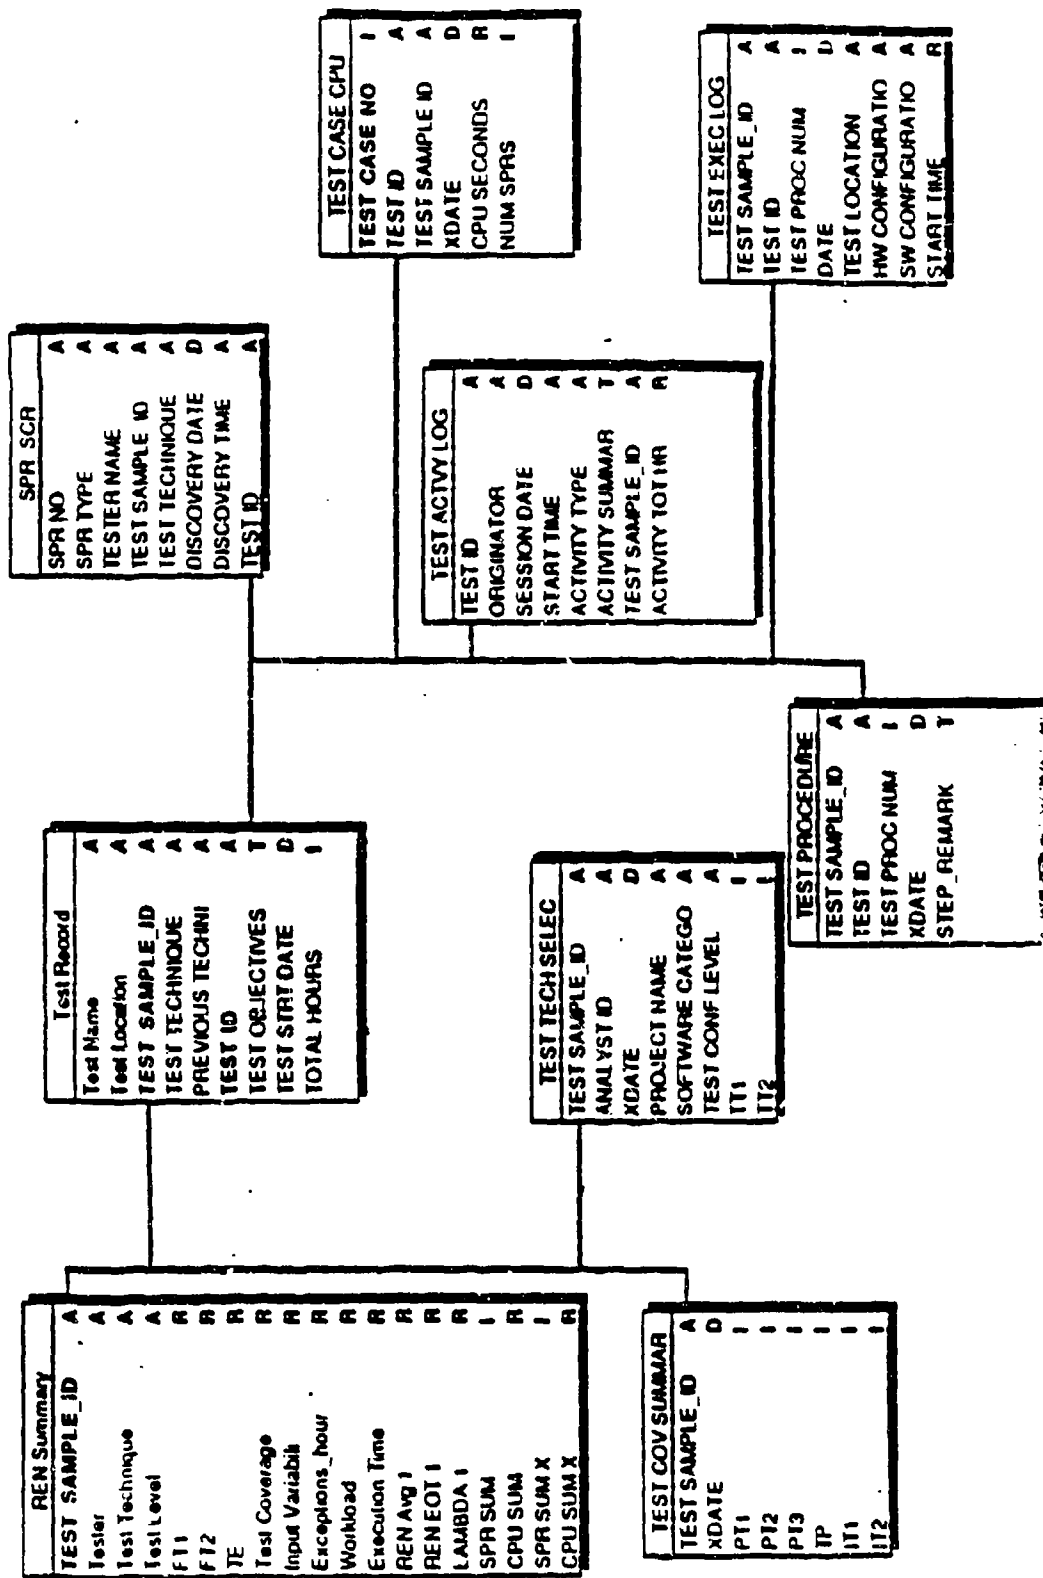 REN Summary
TEST SAMPLE_ID A
Tester A
Test Technique A
Test Level A
FT1 R
FT2 R
TE R
Test Coverage R
Input Variabili R
Exceptions_hour R
Workload R
Execution Time R
REN Avg 1 R
REN EOT 1 R
LAMBDA 1 R
SPR SUM I
CPU SUM R
SPR SUM X I
CPU SUM X R
TEST COV SUMMAR
TEST SAMPLE_ID A
XDATE D
PT1 I
PT2 I
PT3 I
TP I
IT1 I
IT2 I
Test Record
Test Name A
Test Location A
TEST SAMPLE_ID A
TEST TECHNIQUE A
PREVIOUS TECHNI A
TEST ID A
TEST OBJECTIVES T
TEST STRT DATE D
TOTAL HOURS I
TEST TECH SELEC
TEST SAMPLE_ID A
ANALYST ID A
XDATE D
PROJECT NAME A
SOFTWARE CATEGO A
TEST CONF LEVEL A
TT1 I
TT2 I
SPR_SCR
SPR NO A
SPR TYPE A
TESTER NAME A
TEST SAMPLE_ID A
TEST TECHNIQUE A
DISCOVERY DATE D
DISCOVERY TIME A
TEST ID A
TEST CASE CPU
TEST CASE NO I
TEST ID A
TEST SAMPLE ID A
XDATE D
CPU SECONDS R
NUM SPRS I
TEST ACTVY LOG
TEST ID A
ORIGINATOR A
SESSION DATE D
START TIME A
ACTIVITY TYPE A
ACTIVITY SUMMAR T
TEST SAMPLE_ID A
ACTIVITY TOT HR R
TEST EXEC LOG
TEST SAMPLE_ID A
TEST ID A
TEST PROC NUM I
DATE D
TEST LOCATION A
HW CONFIGURATIO A
SW CONFIGURATIO A
START TIME R
TEST PROCEDURE
TEST SAMPLE_ID A
TEST ID A
TEST PROC NUM I
XDATE D
STEP_REMARK T